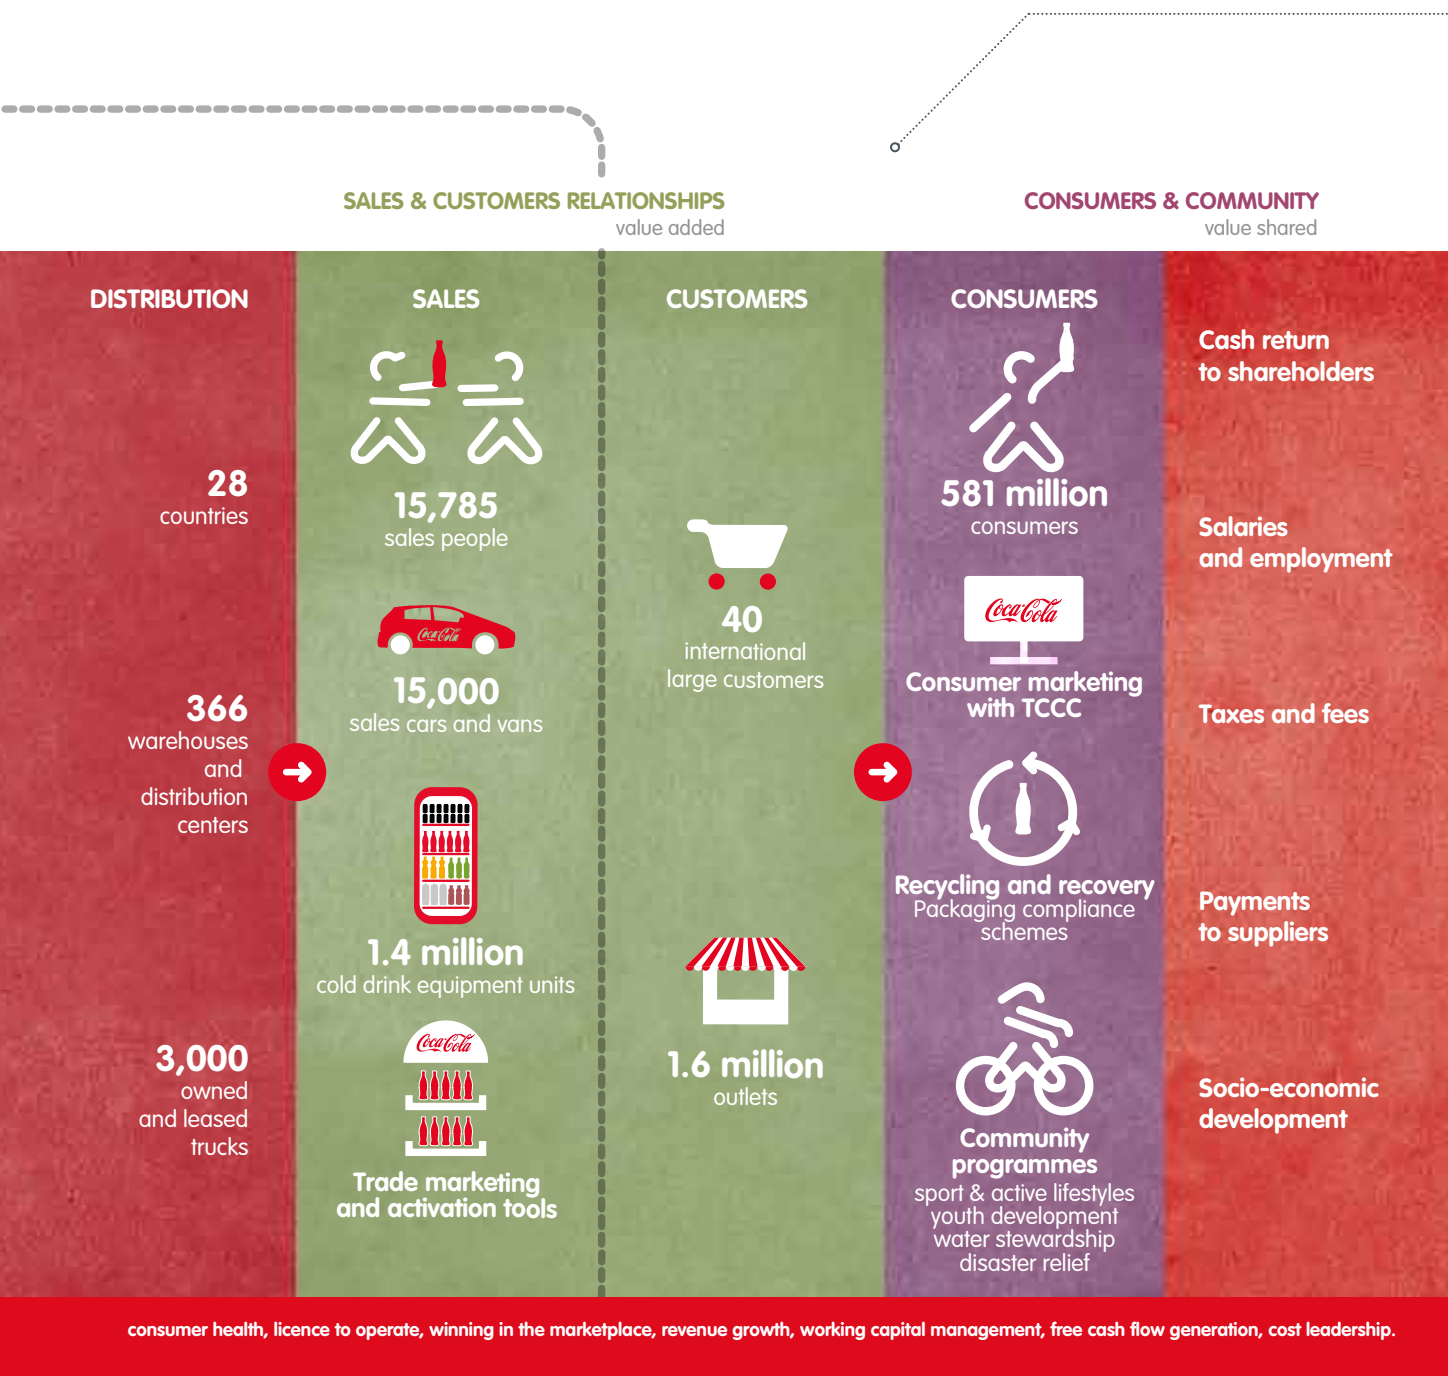 SALES & CUSTOMERS RELATIONSHIPS
value added
CONSUMERS & COMMUNITY
value shared
DISTRIBUTION
28
countries
366
warehouses
and
distribution
centers
3,000
owned
and leased
trucks
SALES
15,785
sales people
Coca-Cola
15,000
sales cars and vans
1.4 million
cold drink equipment units
Coca-Cola
Trade marketing
and activation tools
CUSTOMERS
40
international
large customers
1.6 million
outlets
CONSUMERS
581 million
consumers
Coca-Cola
Consumer marketing
with TCCC
Recycling and recovery
Packaging compliance
schemes
Community
programmes
sport & active lifestyles
youth development
water stewardship
disaster relief
Cash return
to shareholders
Salaries
and employment
Taxes and fees
Payments
to suppliers
Socio-economic
development
consumer health, licence to operate, winning in the marketplace, revenue growth, working capital management, free cash flow generation, cost leadership.